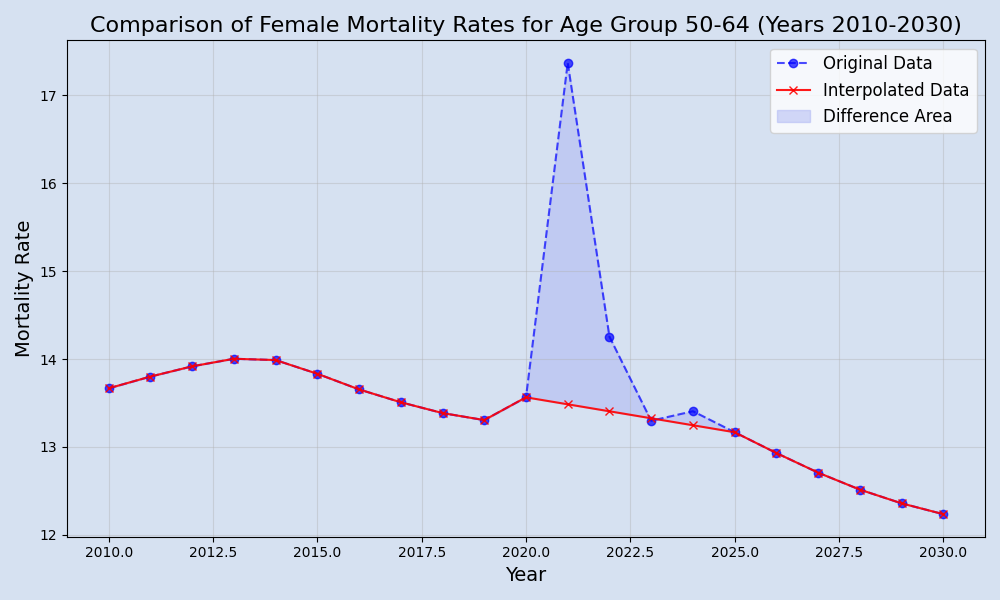 Comparison of Female Mortality Rates for Age Group 50-64 (Years 2010-2030)
Original Data
Interpolated Data
Difference Area
17
16
15
14
13
12
Mortality Rate
2010.0 2012.5 2015.0 2017.5 2020.0 2022.5 2025.0 2027.5 2030.0
Year